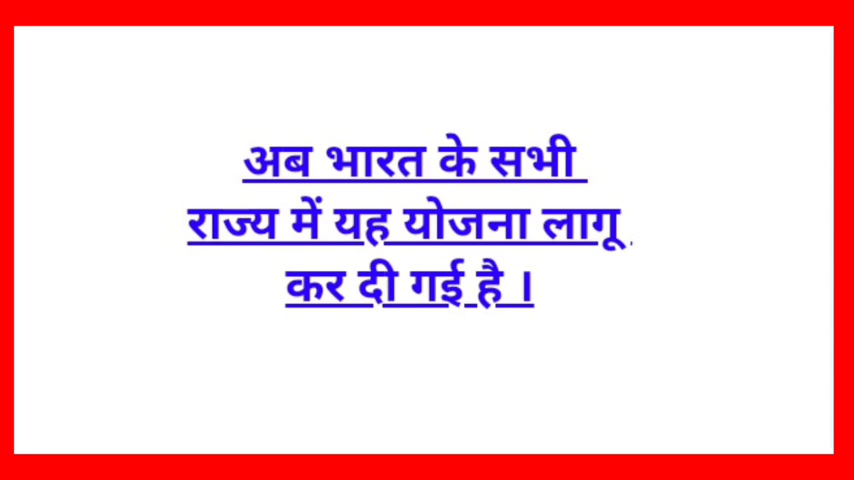 अब भारत के सभी
राज्य में यह योजना लागू
कर दी गई है ।